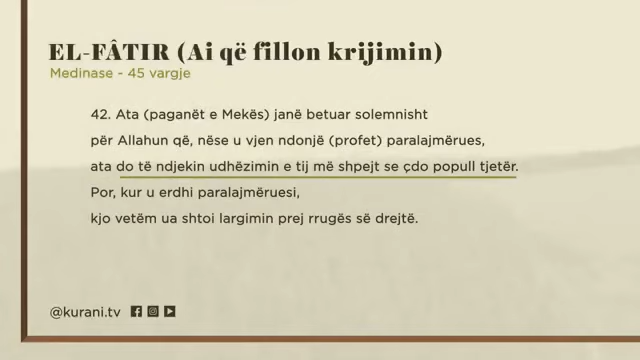 EL-FÂTIR (Ai që fillon krijimin)
Medinase - 45 vargje
42. Ata (paganët e Mekës) janë betuar solemnisht
për Allahun që, nëse u vjen ndonjë (profet) paralajmërues,
ata do të ndjekin udhëzimin e tij më shpejt se çdo popull tjetër.
Por, kur u erdhi paralajmëruesi,
kjo vetëm ua shtoi largimin prej rrugës së drejtë.
@kurani.tv